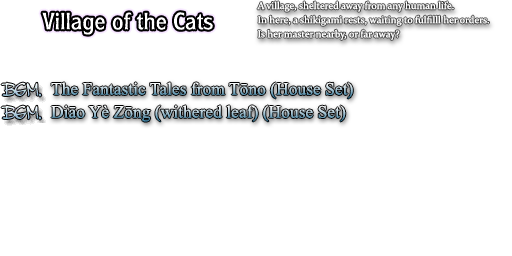 Village of the Cats
A village, sheltered away from any human life.
In here, a shikigami rests, waiting to fulfill her orders.
Is her master nearby, or far away?
BGM. The Fantastic Tales from Tōno (House Set)
BGM. Diāo Yè Zōng (withered leaf) (House Set)